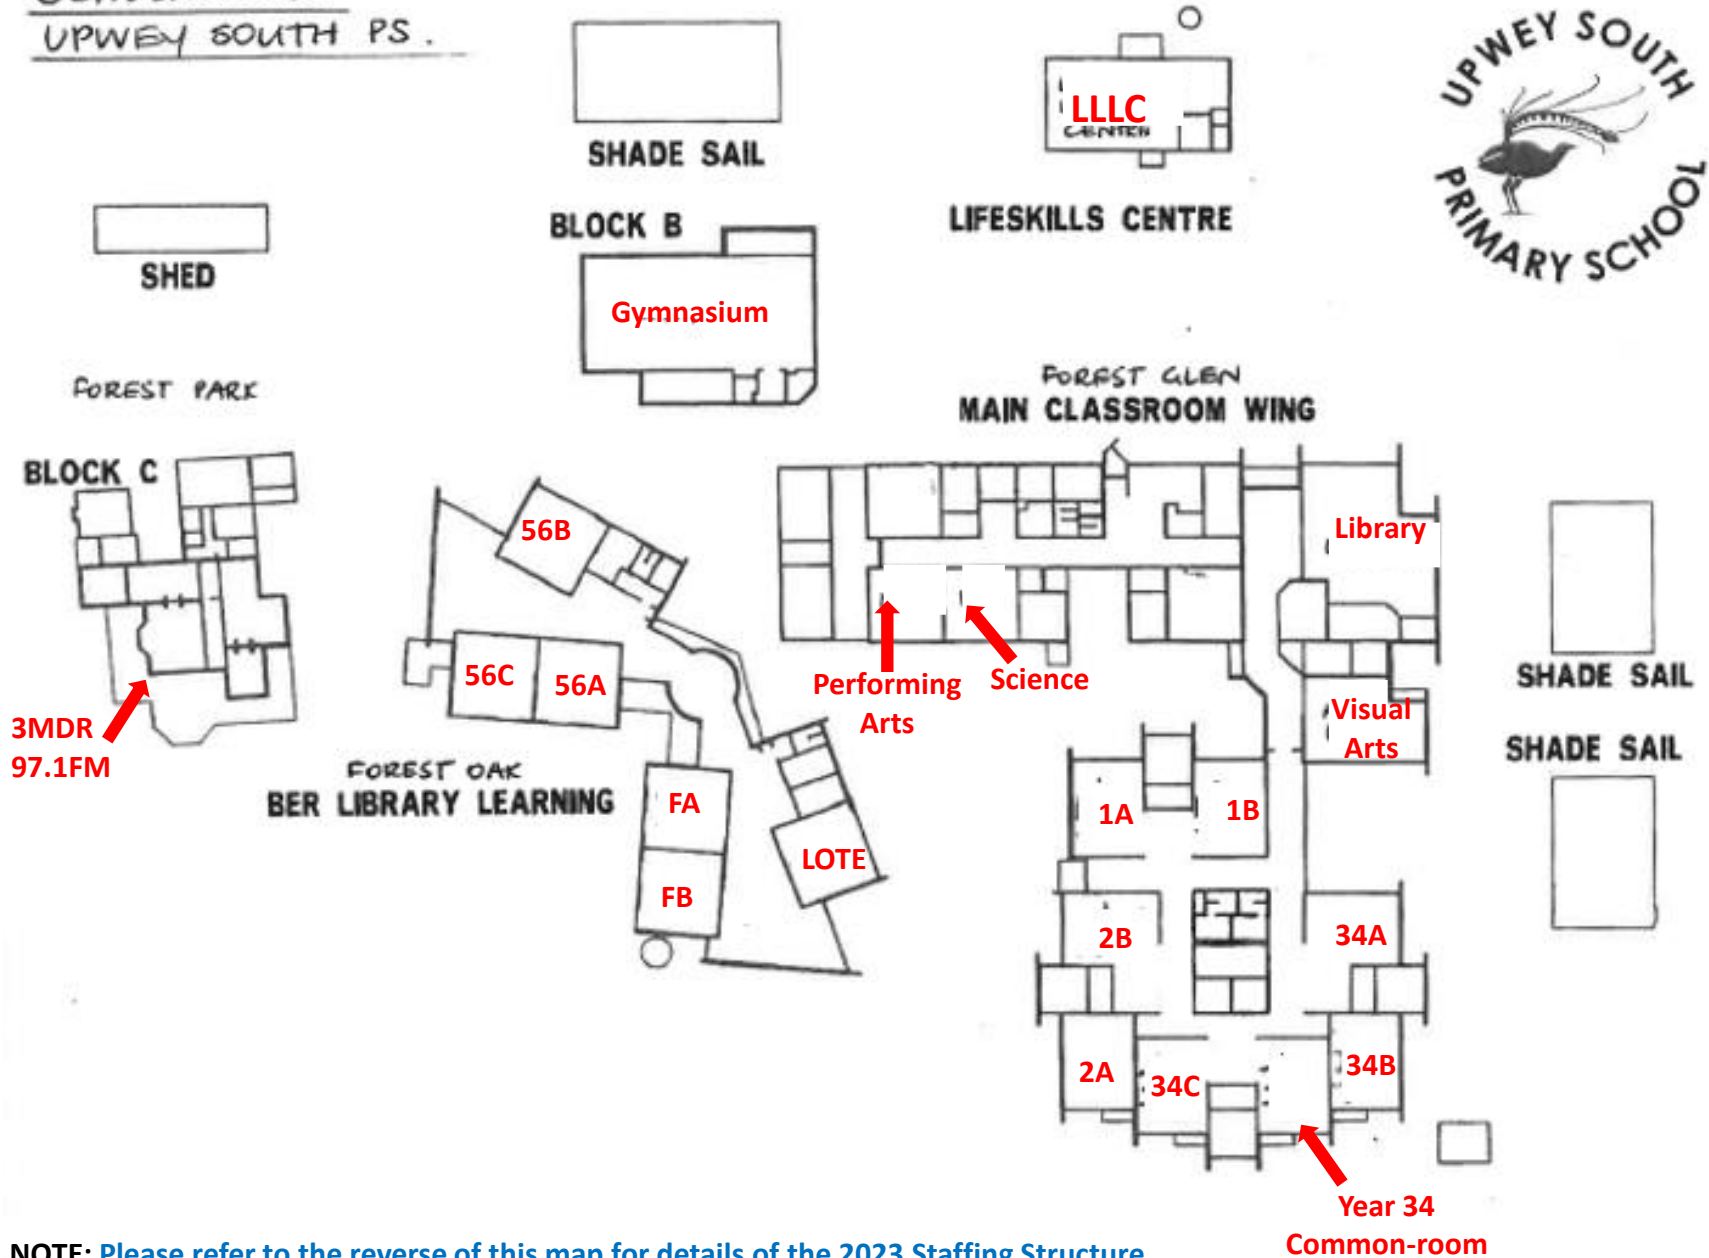 UPWEY SOUTH PS.
UPWEY SOUTH
PRIMARY SCHOOL
SHADE SAIL
LLLC
CENTRE
LIFESKILLS CENTRE
SHED
BLOCK B
Gymnasium
FOREST PARK
BLOCK C
3MDR
97.1FM
FOREST GLEN
MAIN CLASSROOM WING
56B
56C
56A
FOREST OAK
BER LIBRARY LEARNING
FA
FB
LOTE
Performing
Arts
Science
Library
Visual
Arts
SHADE SAIL
SHADE SAIL
1A
1B
2B
34A
2A
34C
34B
Year 34
Common-room
NOTE: Please refer to the reverse of this map for details of the 2023 Staffing Structure